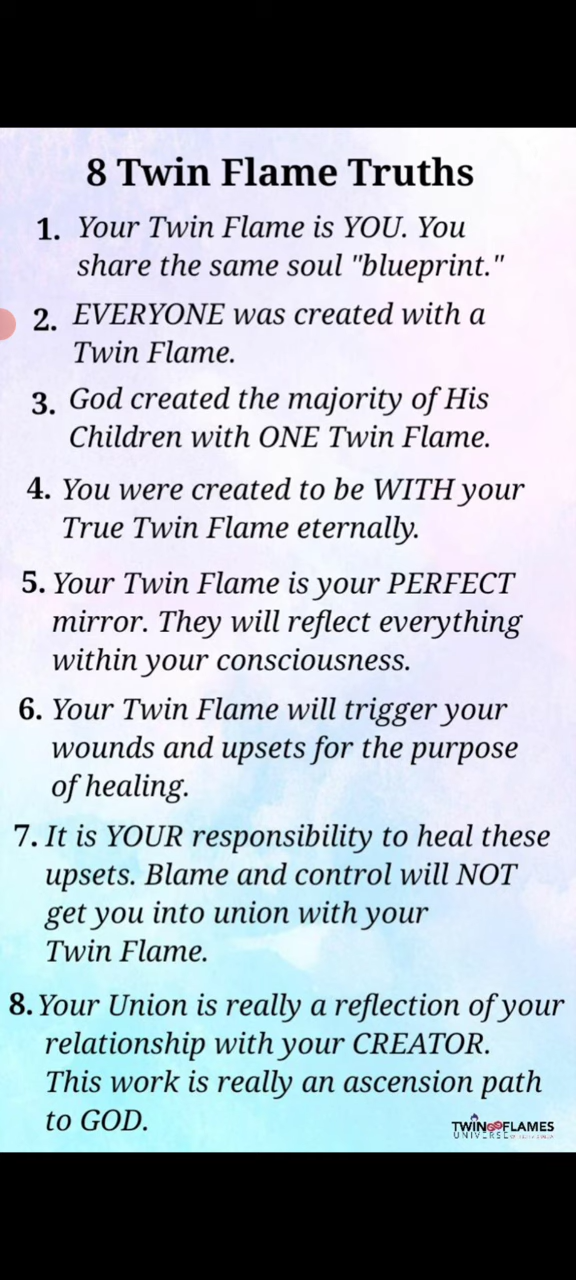 8 Twin Flame Truths
1. Your Twin Flame is YOU. You
share the same soul "blueprint."
2. EVERYONE was created with a
Twin Flame.
3. God created the majority of His
Children with ONE Twin Flame.
4. You were created to be WITH your
True Twin Flame eternally.
5. Your Twin Flame is your PERFECT
mirror. They will reflect everything
within your consciousness.
6. Your Twin Flame will trigger your
wounds and upsets for the purpose
of healing.
7. It is YOUR responsibility to heal these
upsets. Blame and control will NOT
get you into union with your
Twin Flame.
8. Your Union is really a reflection of your
relationship with your CREATOR.
This work is really an ascension path
to GOD.
TWIN FLAMES
UNIVERSE